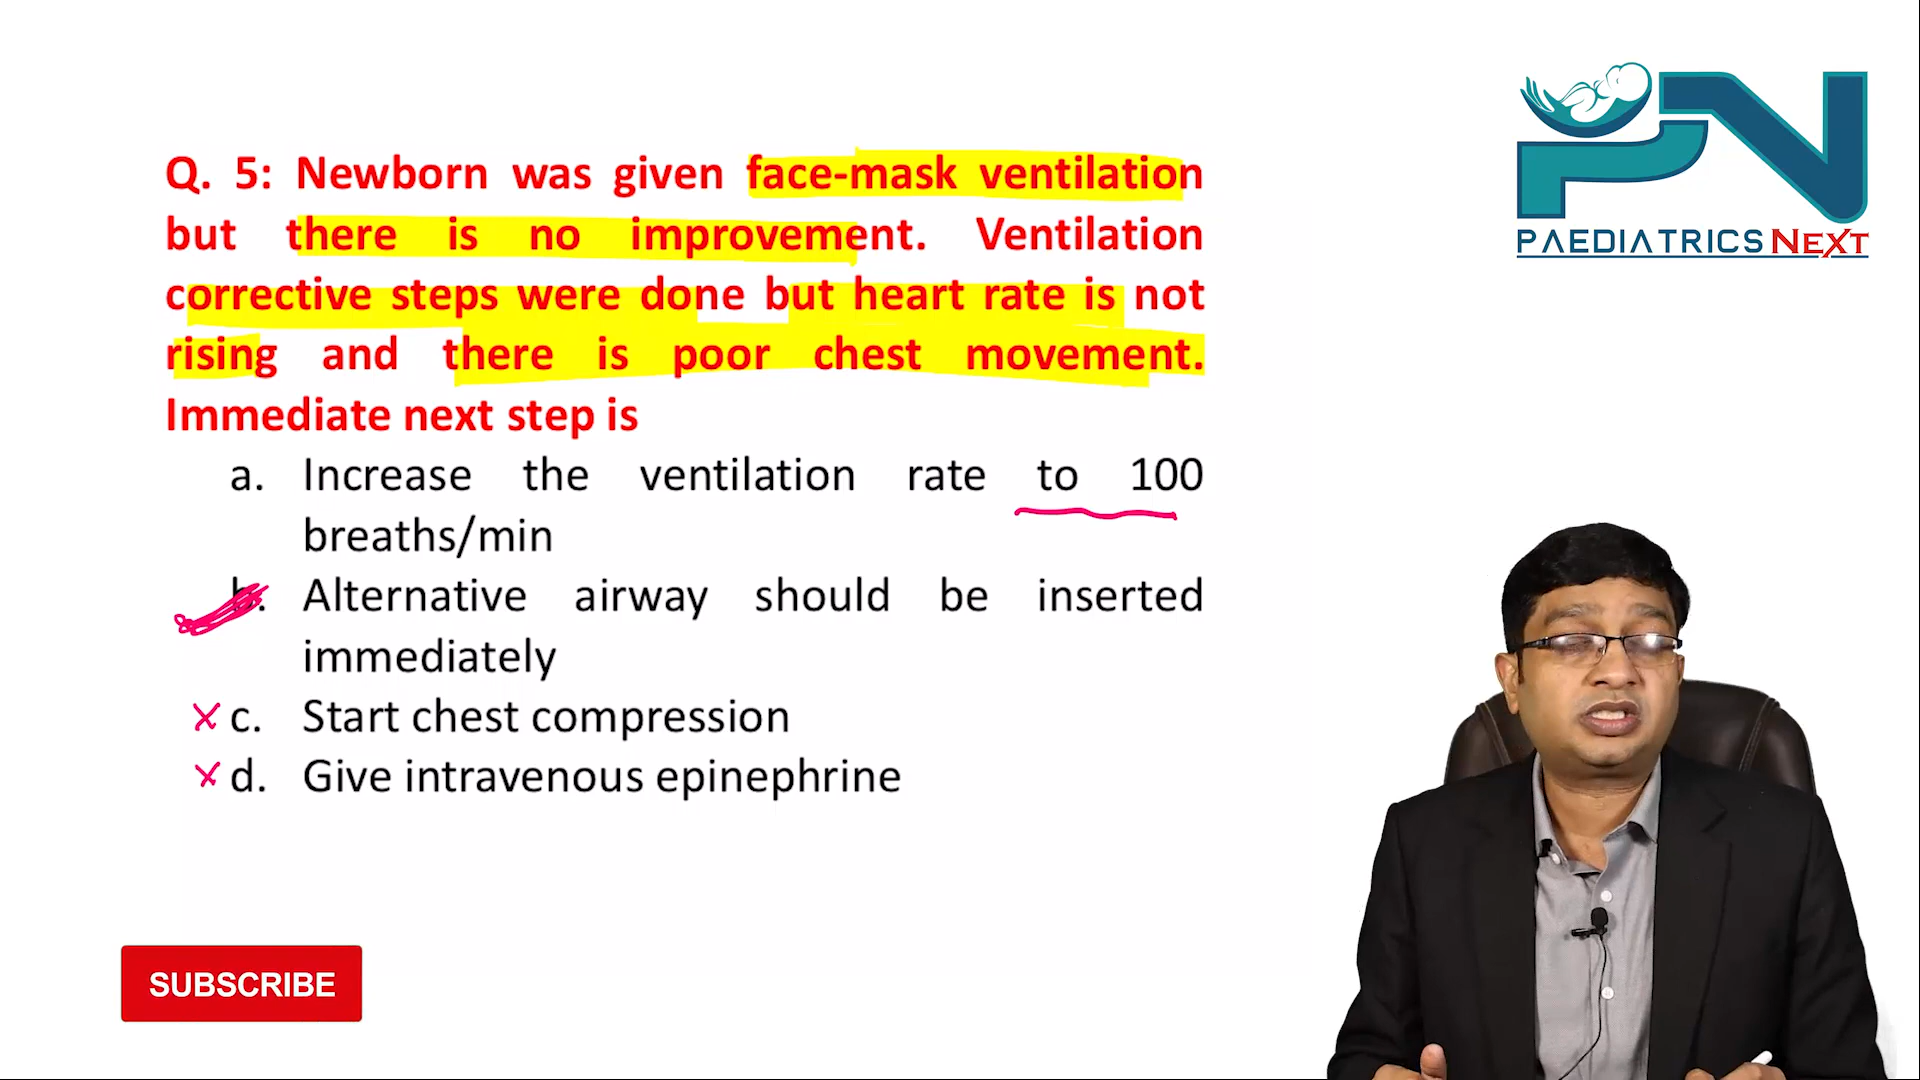 PAEDIATRICS NEXT
Q. 5: Newborn was given face-mask ventilation
but there is no improvement. Ventilation
corrective steps were done but heart rate is not
rising and there is poor chest movement.
Immediate next step is
a. Increase the ventilation rate to 100
breaths/min
b. Alternative airway should be inserted
immediately
c. Start chest compression
d. Give intravenous epinephrine
SUBSCRIBE